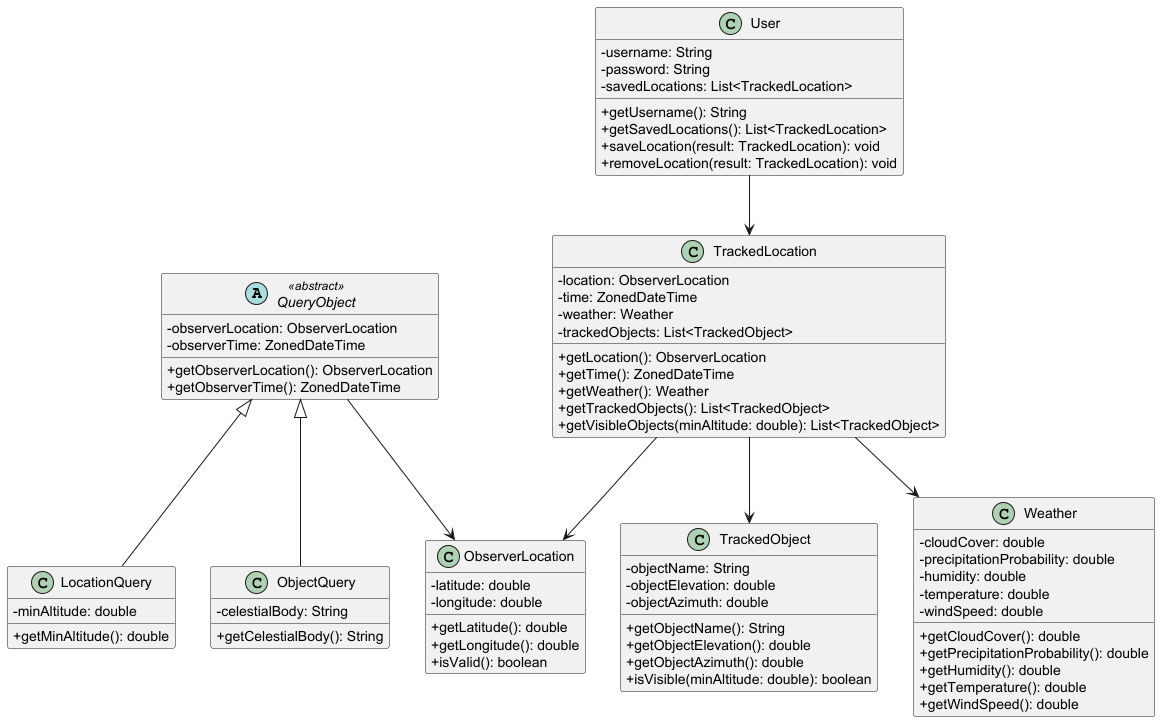 C User
-username: String
-password: String
-savedLocations: List<TrackedLocation>
+getUsername(): String
+getSavedLocations(): List<TrackedLocation>
+saveLocation(result: TrackedLocation): void
+removeLocation(result: TrackedLocation): void
C TrackedLocation
-location: ObserverLocation
-time: ZonedDateTime
-weather: Weather
-trackedObjects: List<TrackedObject>
+getLocation(): ObserverLocation
+getTime(): ZonedDateTime
+getWeather(): Weather
+getTrackedObjects(): List<TrackedObject>
+getVisibleObjects(minAltitude: double): List<TrackedObject>
«abstract»
A QueryObject
-observerLocation: ObserverLocation
-observerTime: ZonedDateTime
+getObserverLocation(): ObserverLocation
+getObserverTime(): ZonedDateTime
C LocationQuery
-minAltitude: double
+getMinAltitude(): double
C ObjectQuery
-celestialBody: String
+getCelestialBody(): String
C ObserverLocation
-latitude: double
-longitude: double
+getLatitude(): double
+getLongitude(): double
+isValid(): boolean
C TrackedObject
-objectName: String
-objectElevation: double
-objectAzimuth: double
+getObjectName(): String
+getObjectElevation(): double
+getObjectAzimuth(): double
+isVisible(minAltitude: double): boolean
C Weather
-cloudCover: double
-precipitationProbability: double
-humidity: double
-temperature: double
-windSpeed: double
+getCloudCover(): double
+getPrecipitationProbability(): double
+getHumidity(): double
+getTemperature(): double
+getWindSpeed(): double